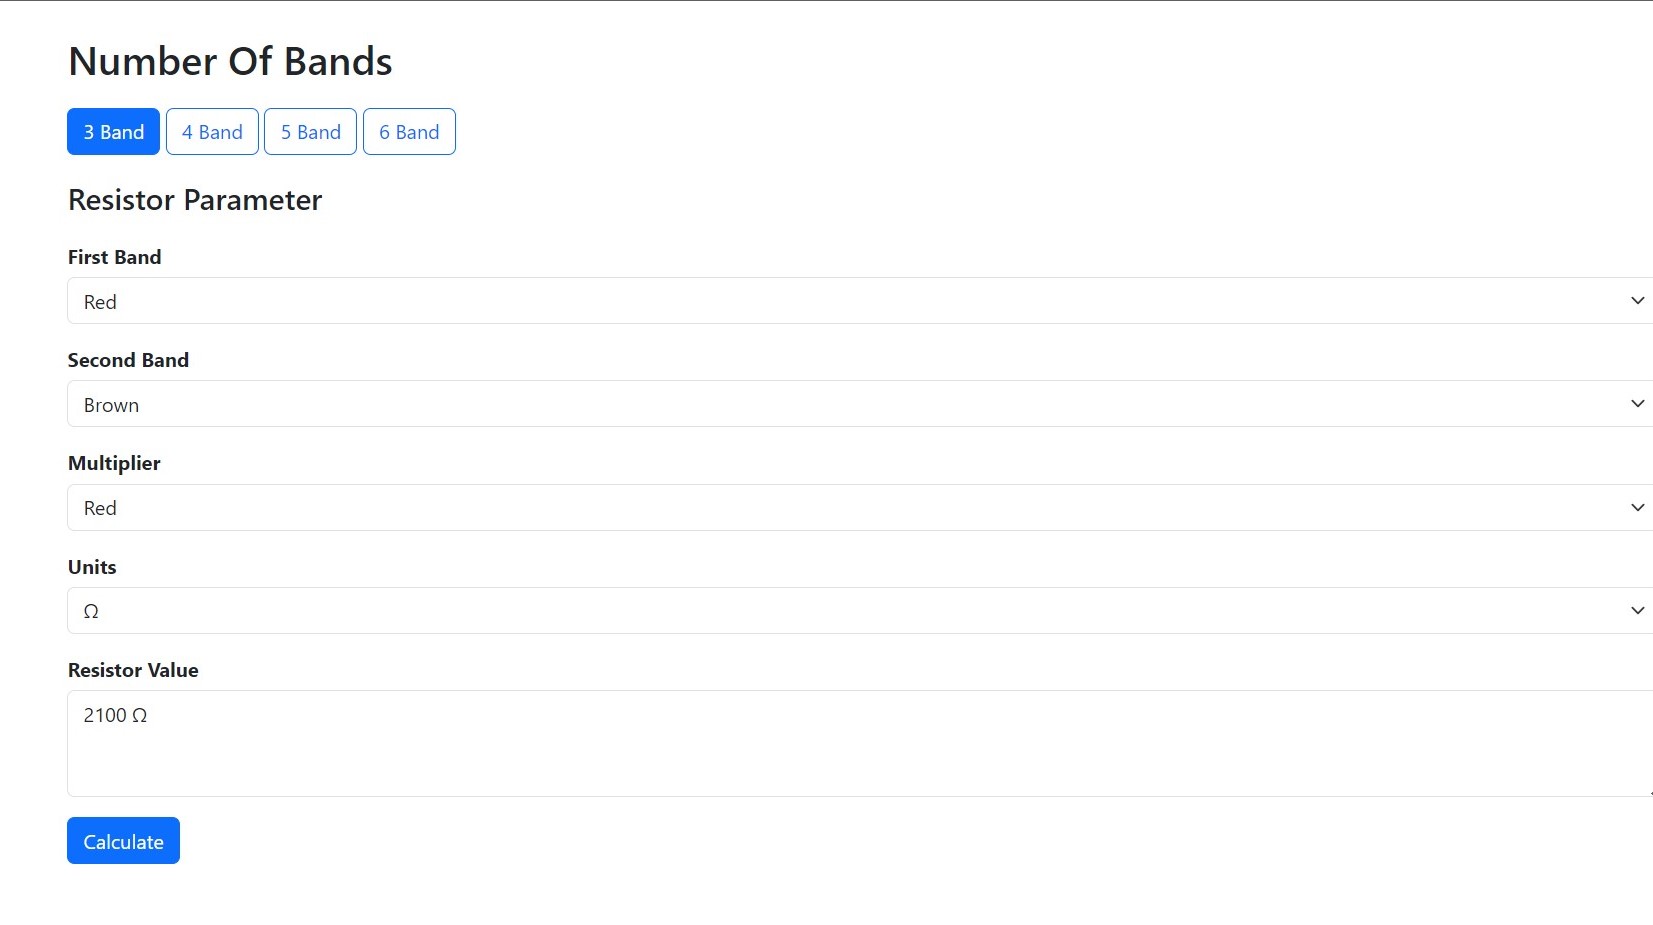 Number Of Bands
3 Band 4 Band 5 Band 6 Band
Resistor Parameter
First Band
Red
Second Band
Brown
Multiplier
Red
Units
Ω
Resistor Value
2100 Ω
Calculate